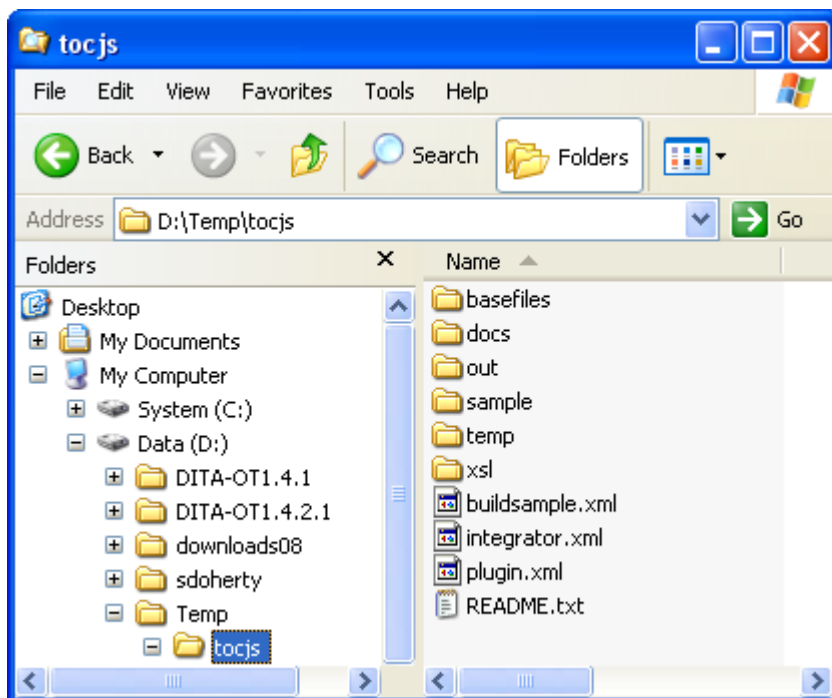 tocjs
File Edit View Favorites Tools Help
Back Search Folders
Address D:\Temp\tocjs Go
Folders
Name
Desktop
My Documents
My Computer
System (C:)
Data (D:)
DITA-OT1.4.1
DITA-OT1.4.2.1
downloads08
sdoherty
Temp
tocjs
basefiles
docs
out
sample
temp
xsl
buildsample.xml
integrator.xml
plugin.xml
README.txt